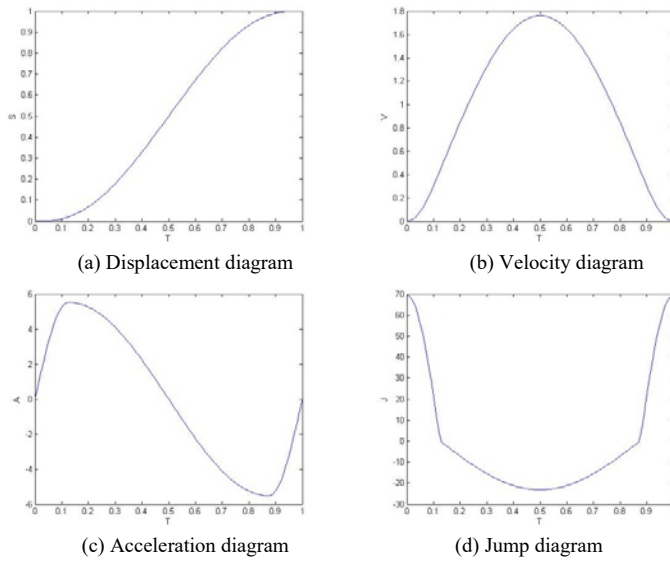 1
0.9
0.8
0.7
0.6
0.5
0.4
0.3
0.2
0.1
0
S
0 0.1 0.2 0.3 0.4 0.5 0.6 0.7 0.8 0.9 1
T
(a) Displacement diagram
1.8
1.6
1.4
1.2
1
0.8
0.6
0.4
0.2
0
V
0 0.1 0.2 0.3 0.4 0.5 0.6 0.7 0.8 0.9
T
(b) Velocity diagram
6
4
2
0
-2
-4
-6
A
0 0.1 0.2 0.3 0.4 0.5 0.6 0.7 0.8 0.9 1
T
(c) Acceleration diagram
70
60
50
40
30
20
10
0
-10
-20
-30
J
0 0.1 0.2 0.3 0.4 0.5 0.6 0.7 0.8 0.9
T
(d) Jump diagram